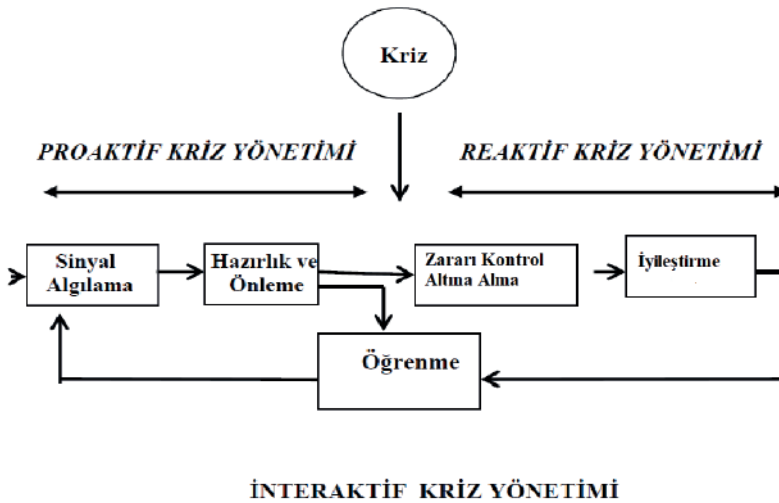 Kriz
PROAKTİF KRİZ YÖNETİMİ
REAKTİF KRİZ YÖNETİMİ
Sinyal
Algılama
Hazırlık ve
Önleme
Zararı Kontrol
Altına Alma
İyileştirme
Öğrenme
İNTERAKTİF KRİZ YÖNETİMİ